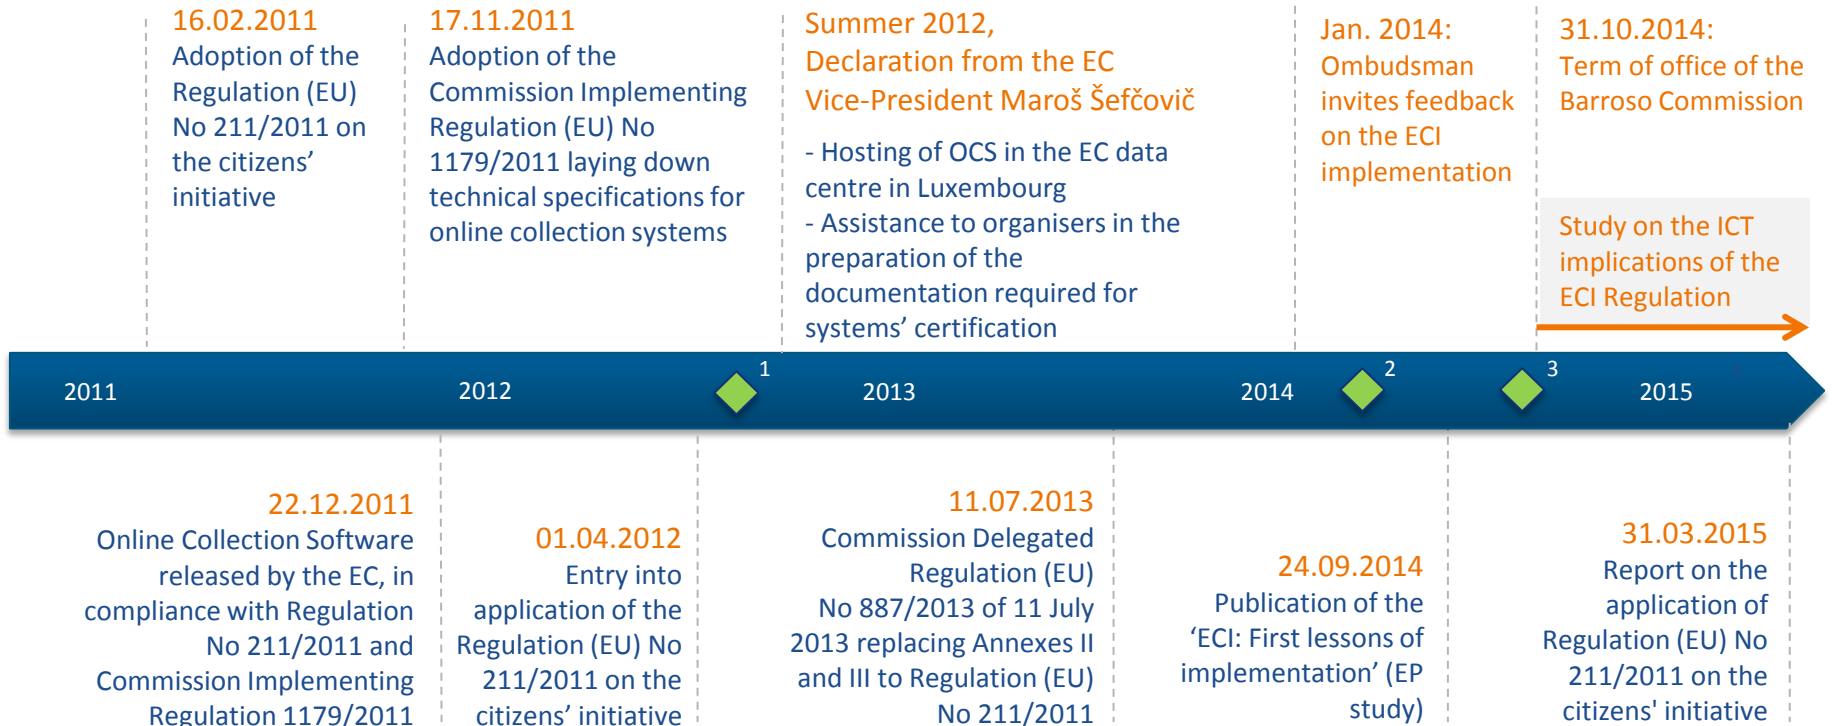 16.02.2011
Adoption of the
Regulation (EU)
No 211/2011 on
the citizens’
initiative
17.11.2011
Adoption of the
Commission Implementing
Regulation (EU) No
1179/2011 laying down
technical specifications for
online collection systems
Summer 2012,
Declaration from the EC
Vice-President Maroš Šefčovič
- Hosting of OCS in the EC data
centre in Luxembourg
- Assistance to organisers in the
preparation of the
documentation required for
systems’ certification
Jan. 2014:
Ombudsman
invites feedback
on the ECI
implementation
31.10.2014:
Term of office of the
Barroso Commission
Study on the ICT
implications of the
ECI Regulation
2011
2012
1
2013
2014
2
3
2015
22.12.2011
Online Collection Software
released by the EC, in
compliance with Regulation
No 211/2011 and
Commission Implementing
Regulation 1179/2011
01.04.2012
Entry into
application of the
Regulation (EU) No
211/2011 on the
citizens’ initiative
11.07.2013
Commission Delegated
Regulation (EU)
No 887/2013 of 11 July
2013 replacing Annexes II
and III to Regulation (EU)
No 211/2011
24.09.2014
Publication of the
‘ECI: First lessons of
implementation’ (EP
study)
31.03.2015
Report on the
application of
Regulation (EU) No
211/2011 on the
citizens' initiative